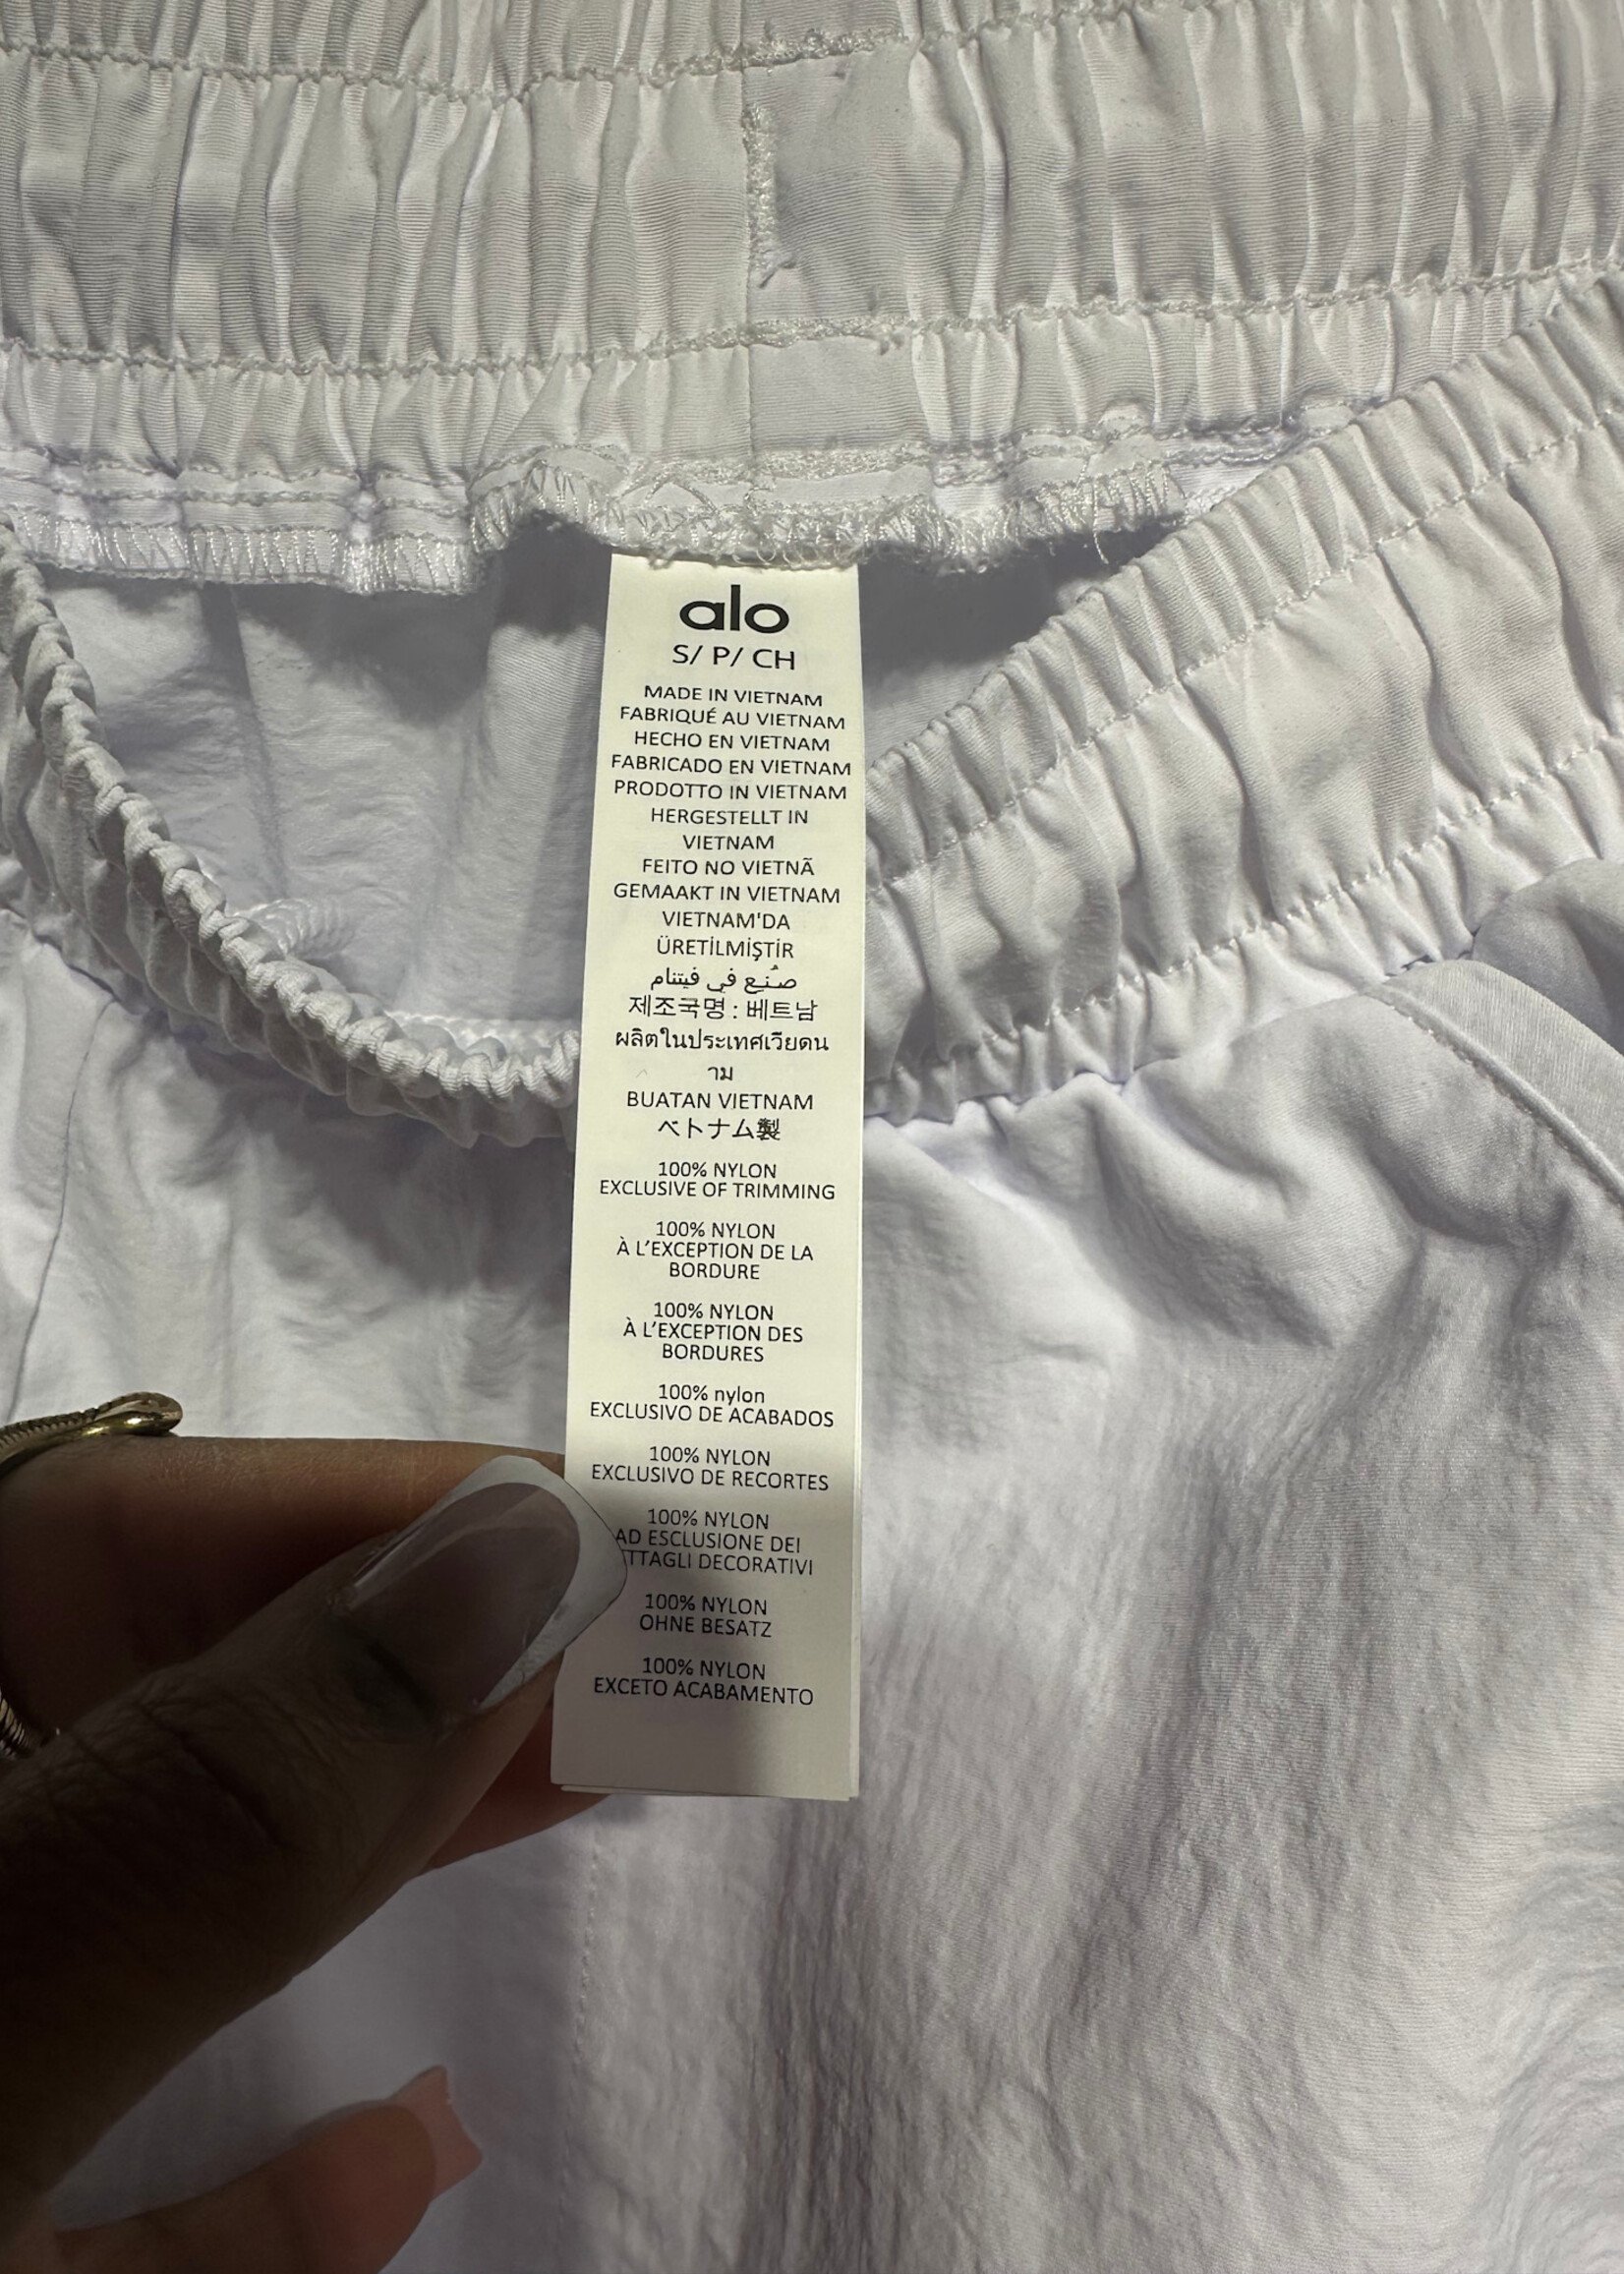 alo
S/ P/ CH
MADE IN VIETNAM
FABRIQUÉ AU VIETNAM
HECHO EN VIETNAM
FABRICADO EN VIETNAM
PRODOTTO IN VIETNAM
HERGESTELLT IN
VIETNAM
FEITO NO VIETNÃ
GEMAAKT IN VIETNAM
VIETNAM'DA
ÜRETİLMİŞTİR
صُنِع في فيتنام
제조국명 : 베트남
ผลิตในประเทศเวียดน
าม
BUATAN VIETNAM
ベトナム製
100% NYLON
EXCLUSIVE OF TRIMMING
100% NYLON
À L'EXCEPTION DE LA
BORDURE
100% NYLON
À L'EXCEPTION DES
BORDURES
100% nylon
EXCLUSIVO DE ACABADOS
100% NYLON
EXCLUSIVO DE RECORTES
100% NYLON
AD ESCLUSIONE DEI
TTAGLI DECORATIVI
100% NYLON
OHNE BESATZ
100% NYLON
EXCETO ACABAMENTO